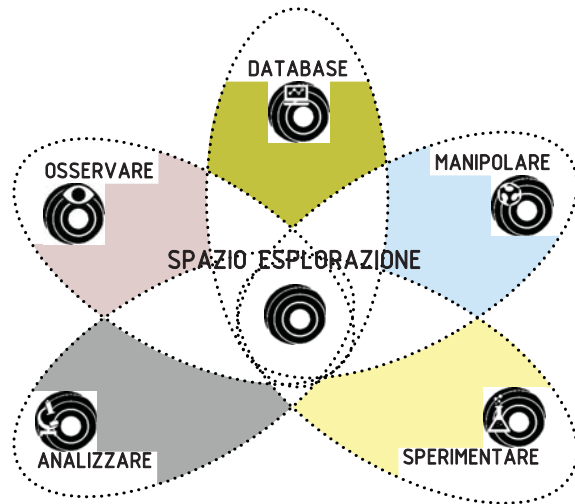 DATABASE
OSSERVARE
MANIPOLARE
SPAZIO ESPLORAZIONE
ANALIZZARE
SPERIMENTARE